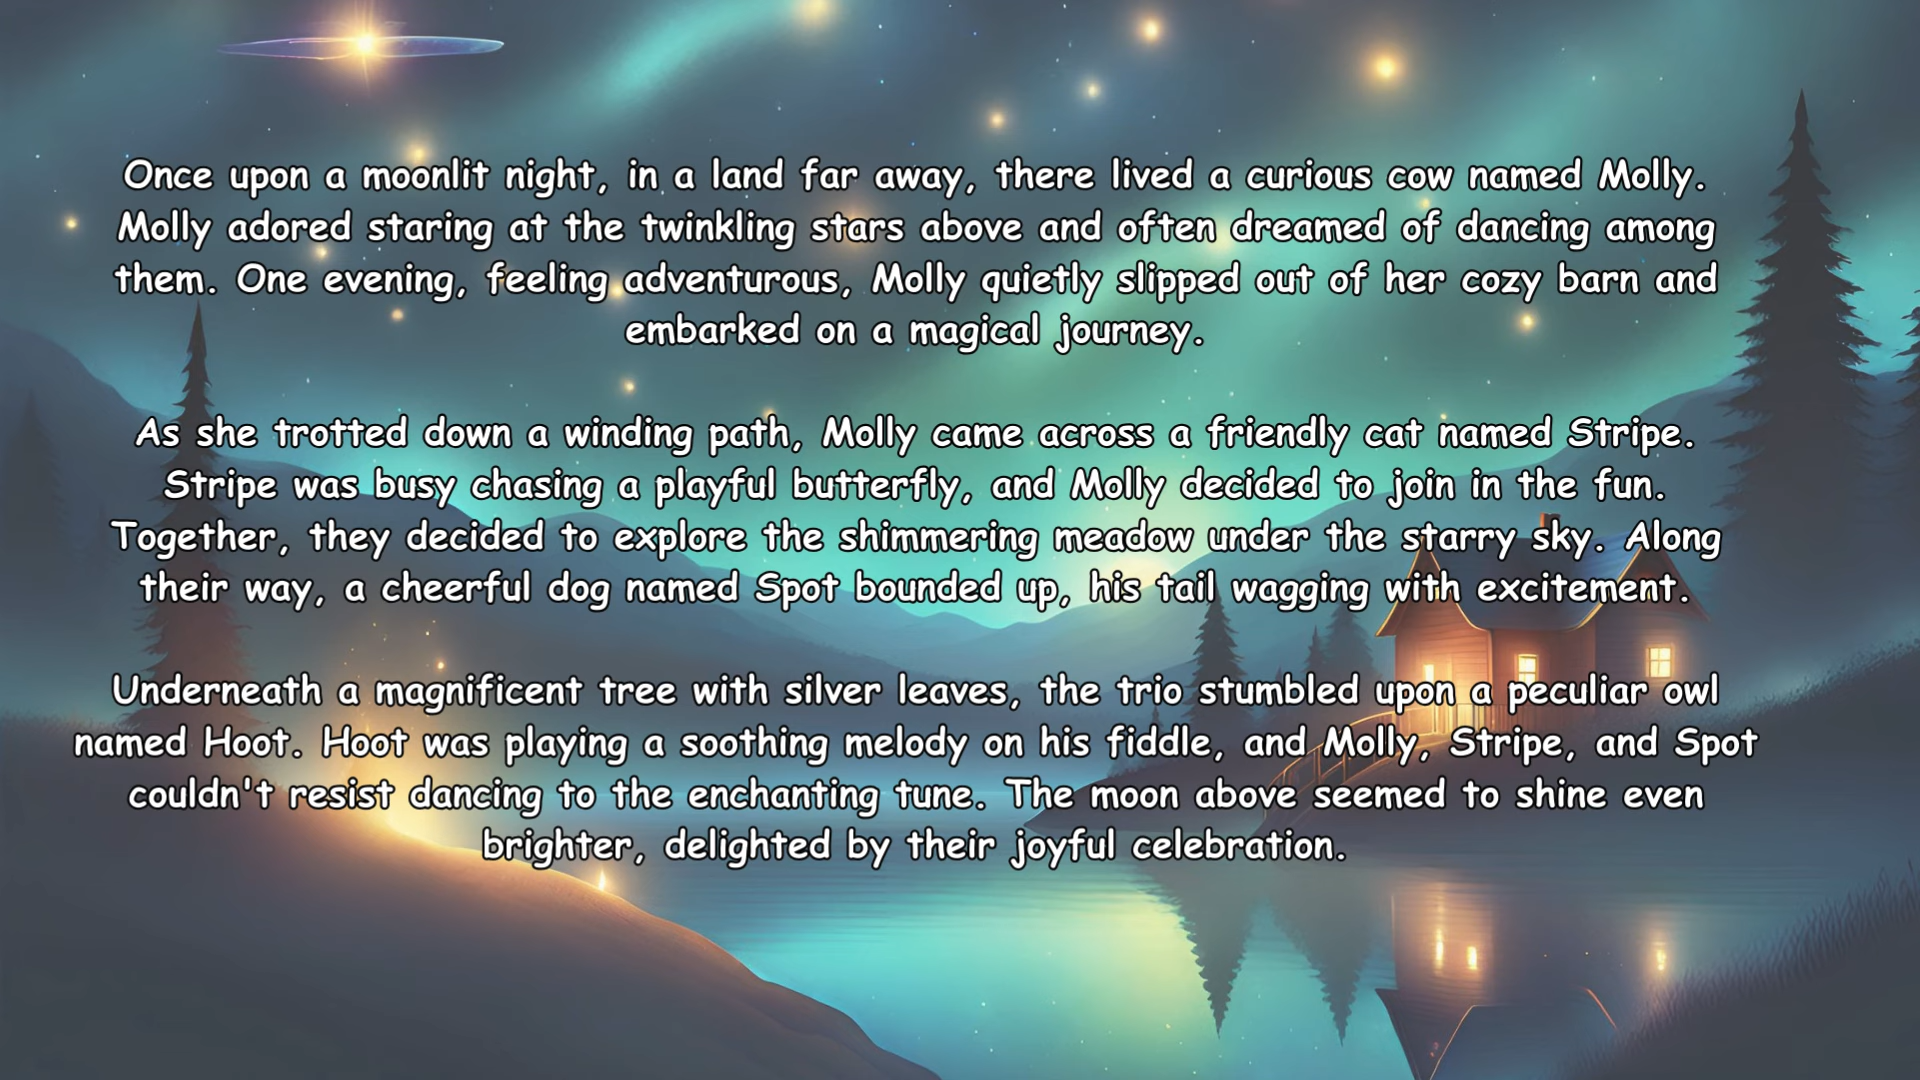 Once upon a moonlit night, in a land far away, there lived a curious cow named Molly.
Molly adored staring at the twinkling stars above and often dreamed of dancing among
them. One evening, feeling adventurous, Molly quietly slipped out of her cozy barn and
embarked on a magical journey.
As she trotted down a winding path, Molly came across a friendly cat named Stripe.
Stripe was busy chasing a playful butterfly, and Molly decided to join in the fun.
Together, they decided to explore the shimmering meadow under the starry sky. Along
their way, a cheerful dog named Spot bounded up, his tail wagging with excitement.
Underneath a magnificent tree with silver leaves, the trio stumbled upon a peculiar owl
named Hoot. Hoot was playing a soothing melody on his fiddle, and Molly, Stripe, and Spot
couldn't resist dancing to the enchanting tune. The moon above seemed to shine even
brighter, delighted by their joyful celebration.